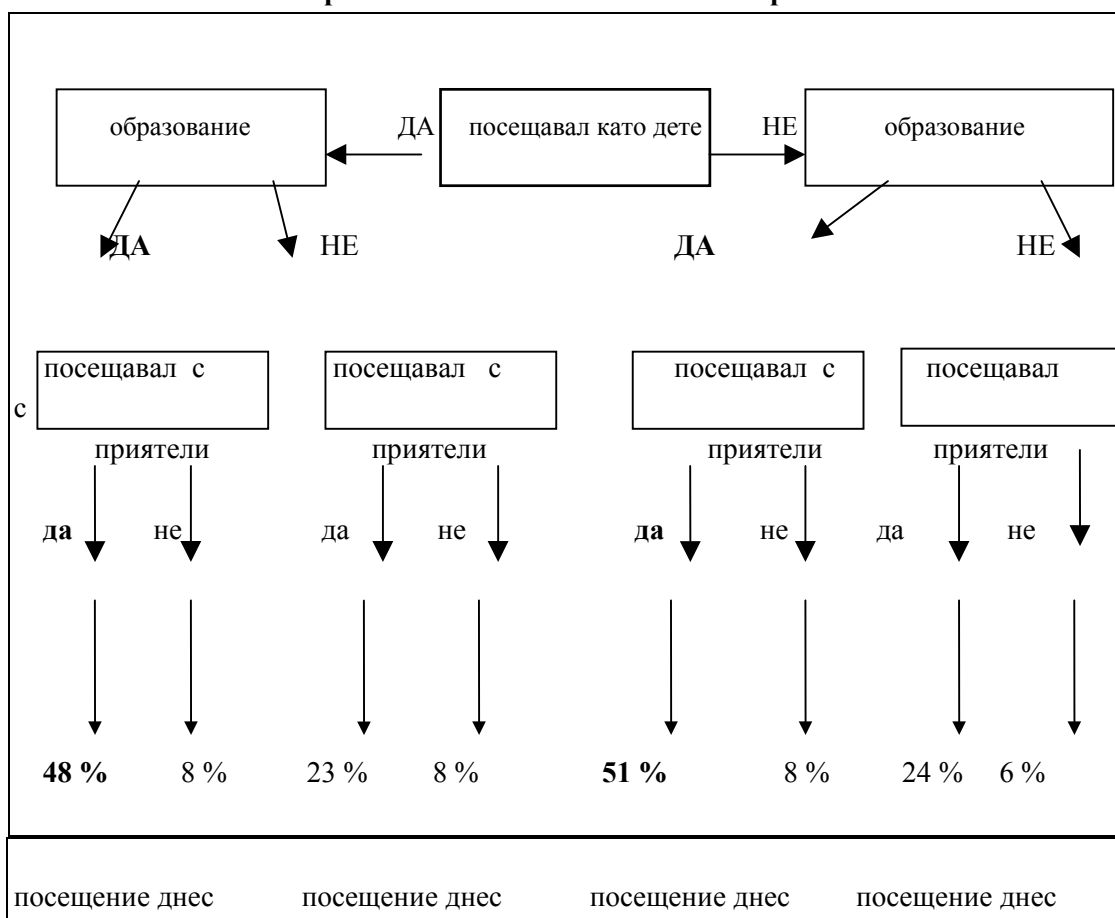 образование ДА посещавал като дете НЕ образование
ДА НЕ ДА НЕ
посещавал с посещавал с посещавал с посещавал
с
приятели приятели приятели приятели
да не да не да не да не
48 % 8 % 23 % 8 % 51 % 8 % 24 % 6 %
посещение днес посещение днес посещение днес посещение днес